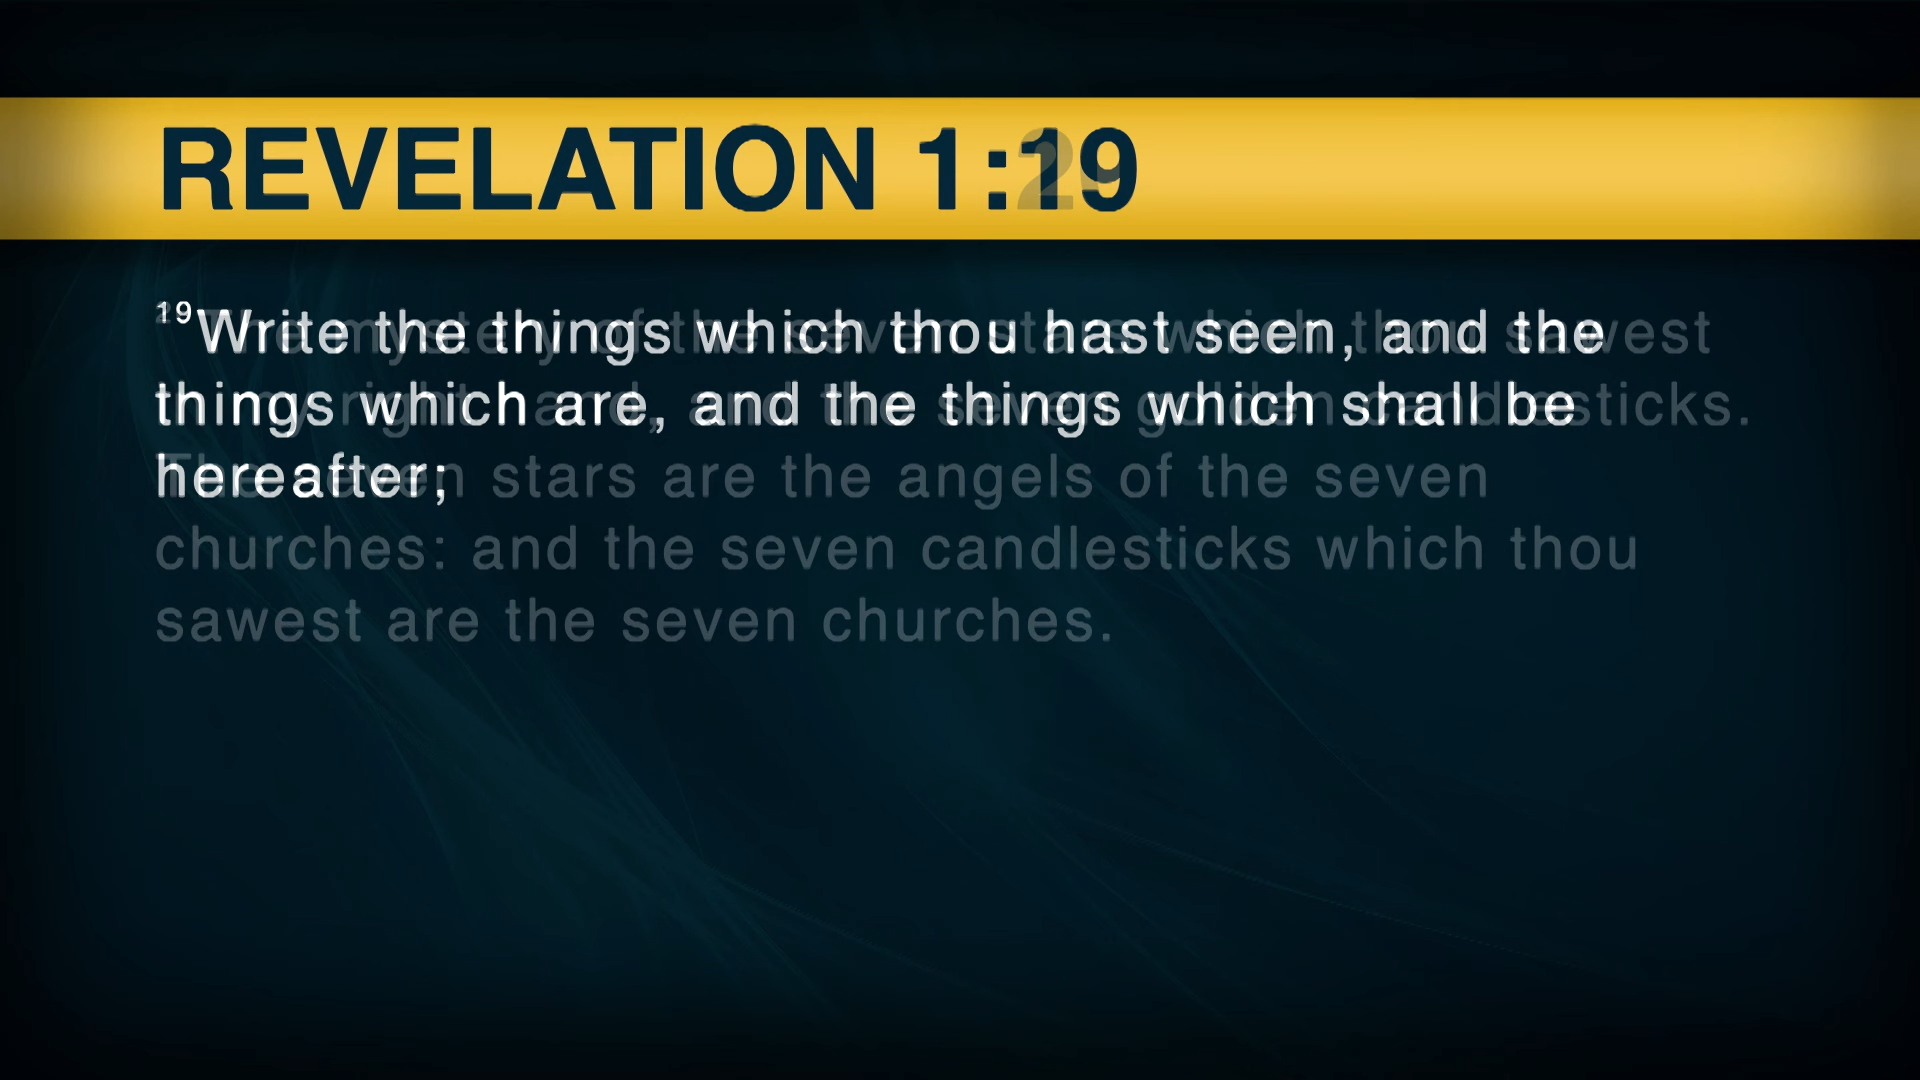 REVELATION 1:19
19Write the things which thou hast seen, and the
things which are, and the things which shall be
hereafter;
stars are the angels of the seven
churches: and the seven candlesticks which thou
sawest are the seven churches.